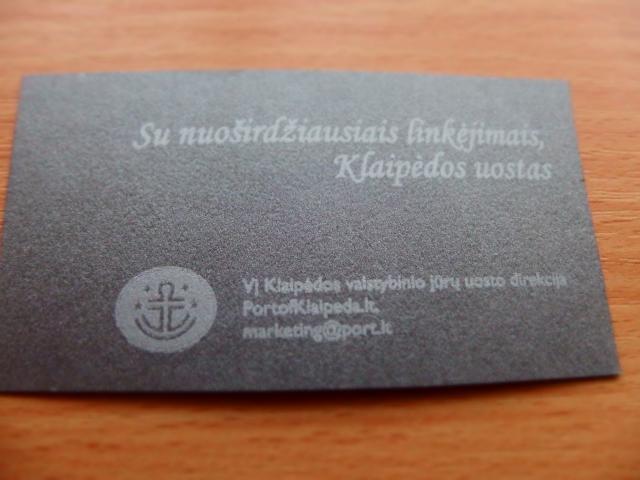 Su nuoširdžiausiais linkėjimais,
Klaipėdos uostas
VĮ Klaipėdos valstybinio jūrų uosto direkcija
PortofKlaipeda.lt,
marketing@port.lt